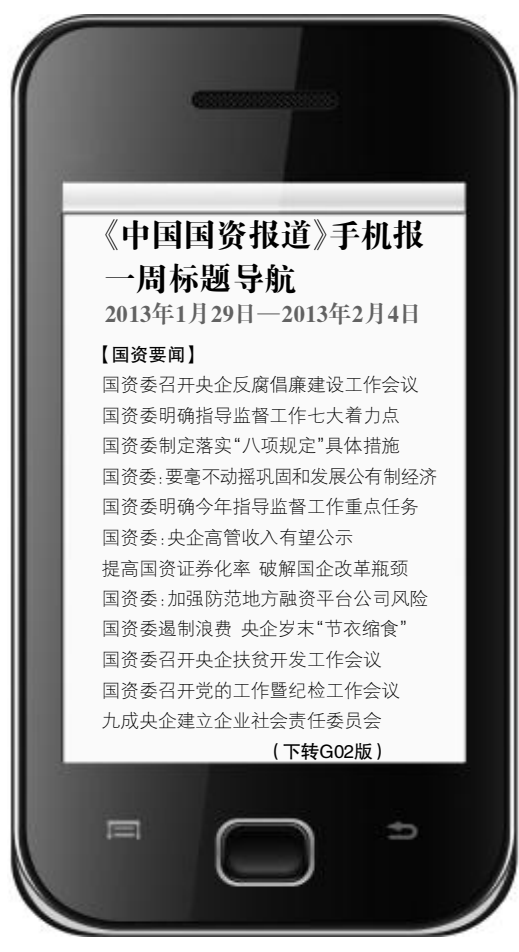 《中国国资报道》手机报
一周标题导航
2013年1月29日—2013年2月4日
【国资要闻】
国资委召开央企反腐倡廉建设工作会议
国资委明确指导监督工作七大着力点
国资委制定落实“八项规定”具体措施
国资委:要毫不动摇巩固和发展公有制经济
国资委明确今年指导监督工作重点任务
国资委:央企高管收入有望公示
提高国资证券化率 破解国企改革瓶颈
国资委:加强防范地方融资平台公司风险
国资委遏制浪费 央企岁末“节衣缩食”
国资委召开央企扶贫开发工作会议
国资委召开党的工作暨纪检工作会议
九成央企建立企业社会责任委员会
(下转G02版)